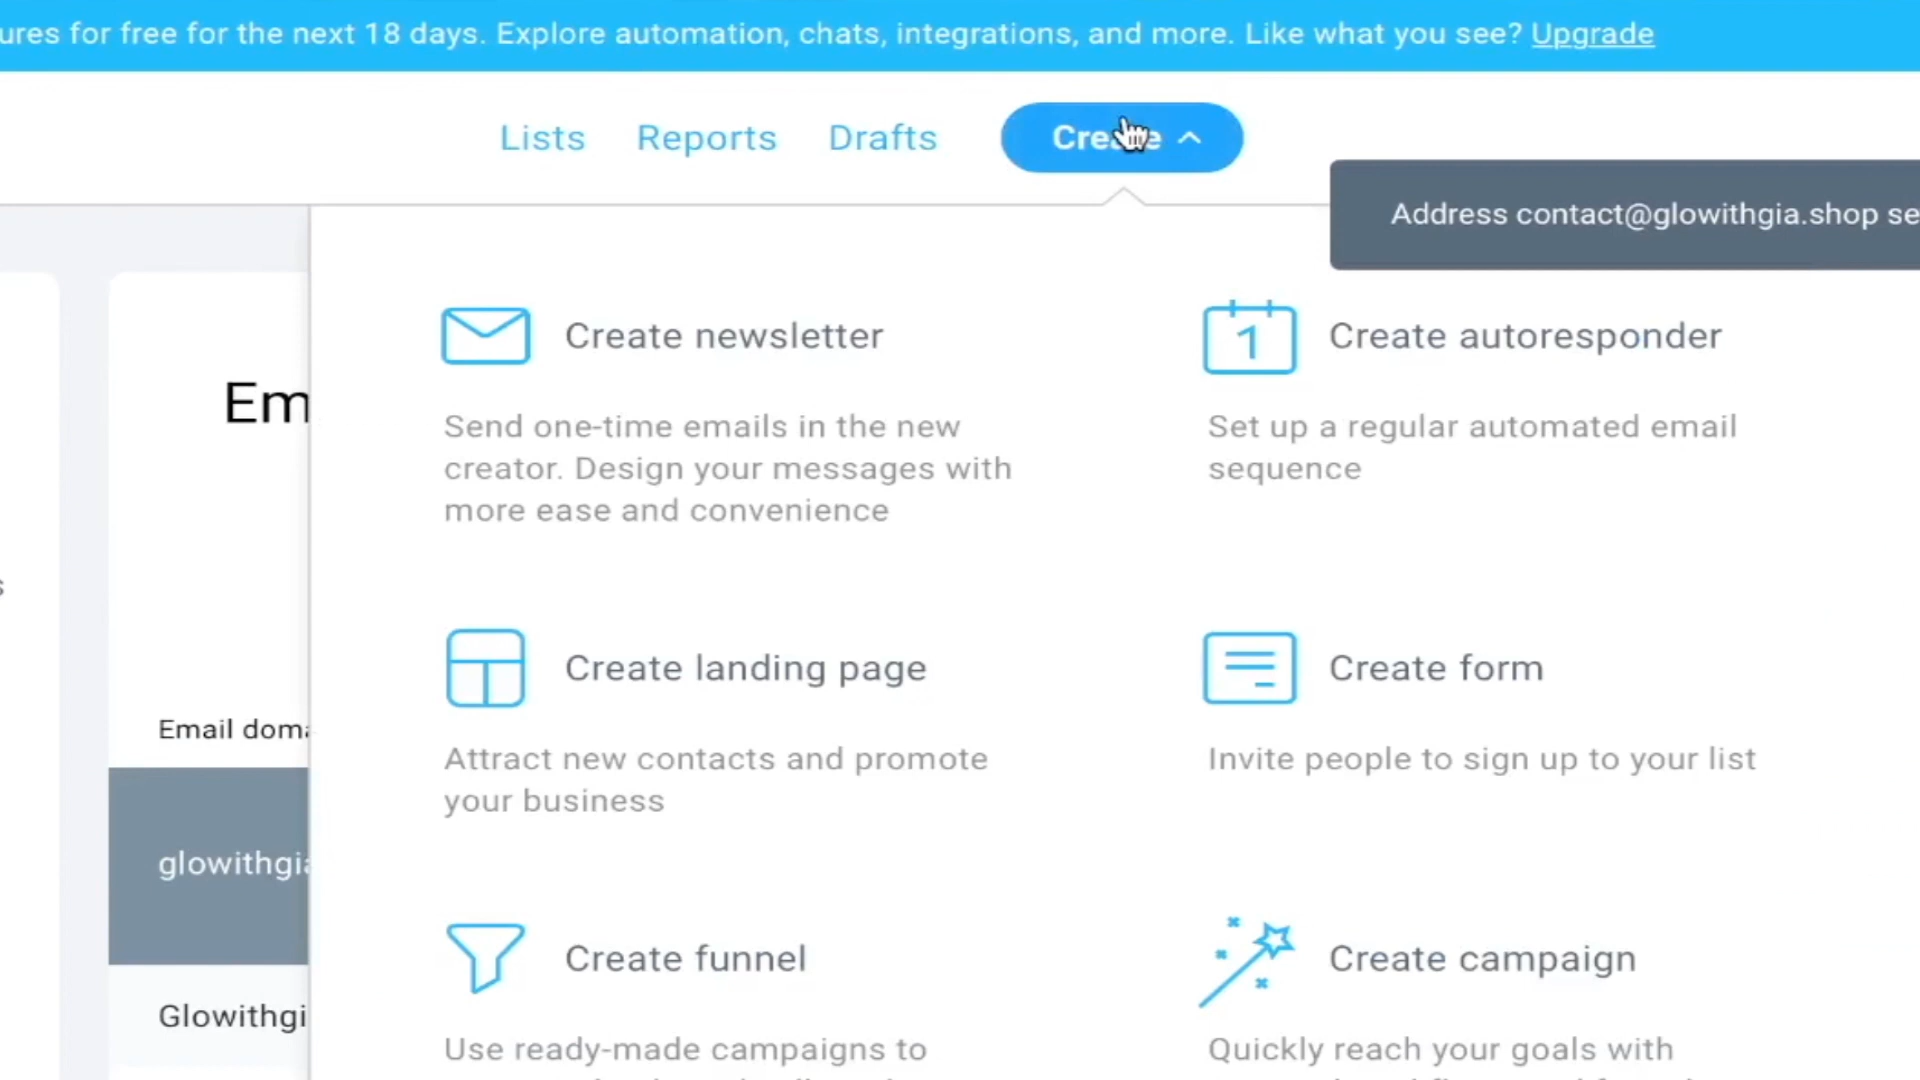 for free for the next 18 days. Explore automation, chats, integrations, and more. Like what you see? Upgrade
Lists Reports Drafts Create
Address contact@glowithgia.shop
Create newsletter
Send one-time emails in the new
creator. Design your messages with
more ease and convenience
Create autoresponder
Set up a regular automated email
sequence
Create landing page
Attract new contacts and promote
your business
Create form
Invite people to sign up to your list
Email
glowithgia
Create funnel
Use ready-made campaigns to
Create campaign
Quickly reach your goals with